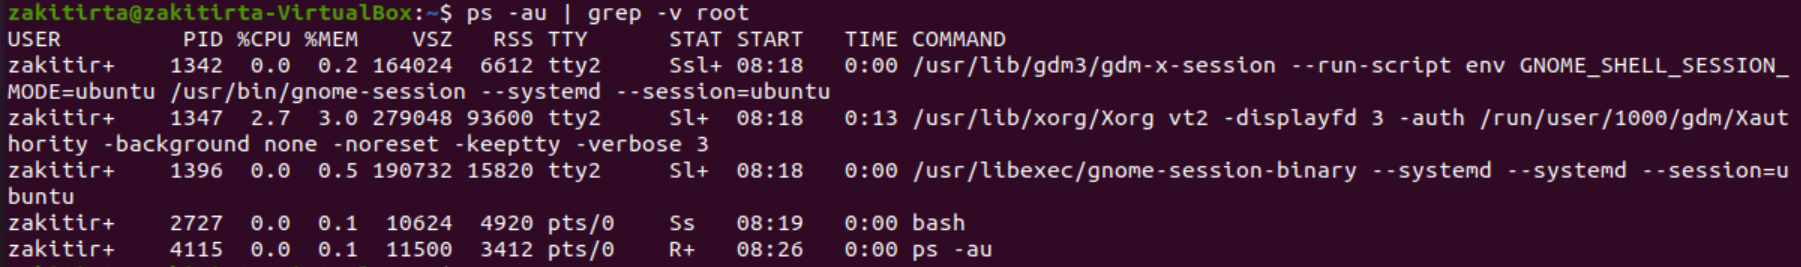 zakitirta@zakitirta-VirtualBox:~$ ps -au | grep -v root
USER         PID %CPU %MEM    VSZ   RSS TTY      STAT START   TIME COMMAND
zakitir+    1342  0.0  0.2 164024  6612 tty2     Ssl+ 08:18   0:00 /usr/lib/gdm3/gdm-x-session --run-script env GNOME_SHELL_SESSION_
MODE=ubuntu /usr/bin/gnome-session --systemd --session=ubuntu
zakitir+    1347  2.7  3.0 279048 93600 tty2     Sl+  08:18   0:13 /usr/lib/xorg/Xorg vt2 -displayfd 3 -auth /run/user/1000/gdm/Xaut
hority -background none -noreset -keeptty -verbose 3
zakitir+    1396  0.0  0.5 190732 15820 tty2     Sl+  08:18   0:00 /usr/libexec/gnome-session-binary --systemd --systemd --session=u
buntu
zakitir+    2727  0.0  0.1  10624  4920 pts/0    Ss   08:19   0:00 bash
zakitir+    4115  0.0  0.1  11500  3412 pts/0    R+   08:26   0:00 ps -au